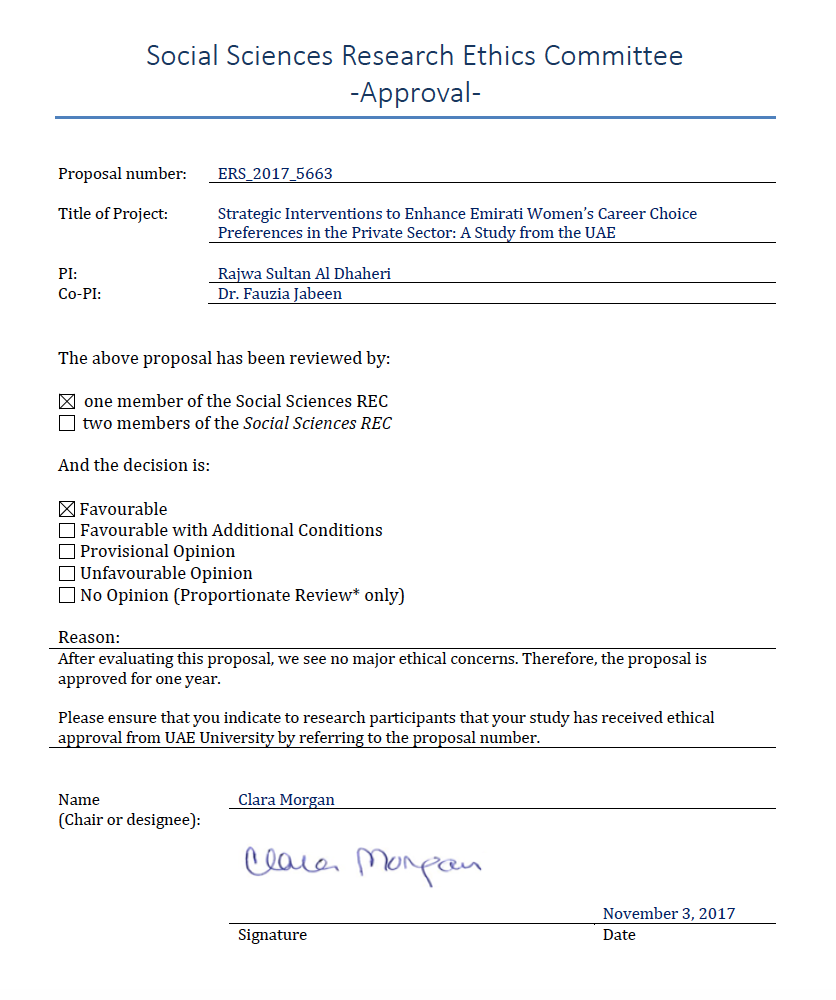 Social Sciences Research Ethics Committee
-Approval-
Proposal number: ERS_2017_5663
Title of Project: Strategic Interventions to Enhance Emirati Women’s Career Choice
Preferences in the Private Sector: A Study from the UAE
PI: Rajwa Sultan Al Dhaheri
Co-PI: Dr. Fauzia Jabeen
The above proposal has been reviewed by:
☒ one member of the Social Sciences REC
☐ two members of the Social Sciences REC
And the decision is:
☒ Favourable
☐ Favourable with Additional Conditions
☐ Provisional Opinion
☐ Unfavourable Opinion
☐ No Opinion (Proportionate Review* only)
Reason:
After evaluating this proposal, we see no major ethical concerns. Therefore, the proposal is
approved for one year.
Please ensure that you indicate to research participants that your study has received ethical
approval from UAE University by referring to the proposal number.
Name Clara Morgan
(Chair or designee):
Clara Morgan
November 3, 2017
Signature Date